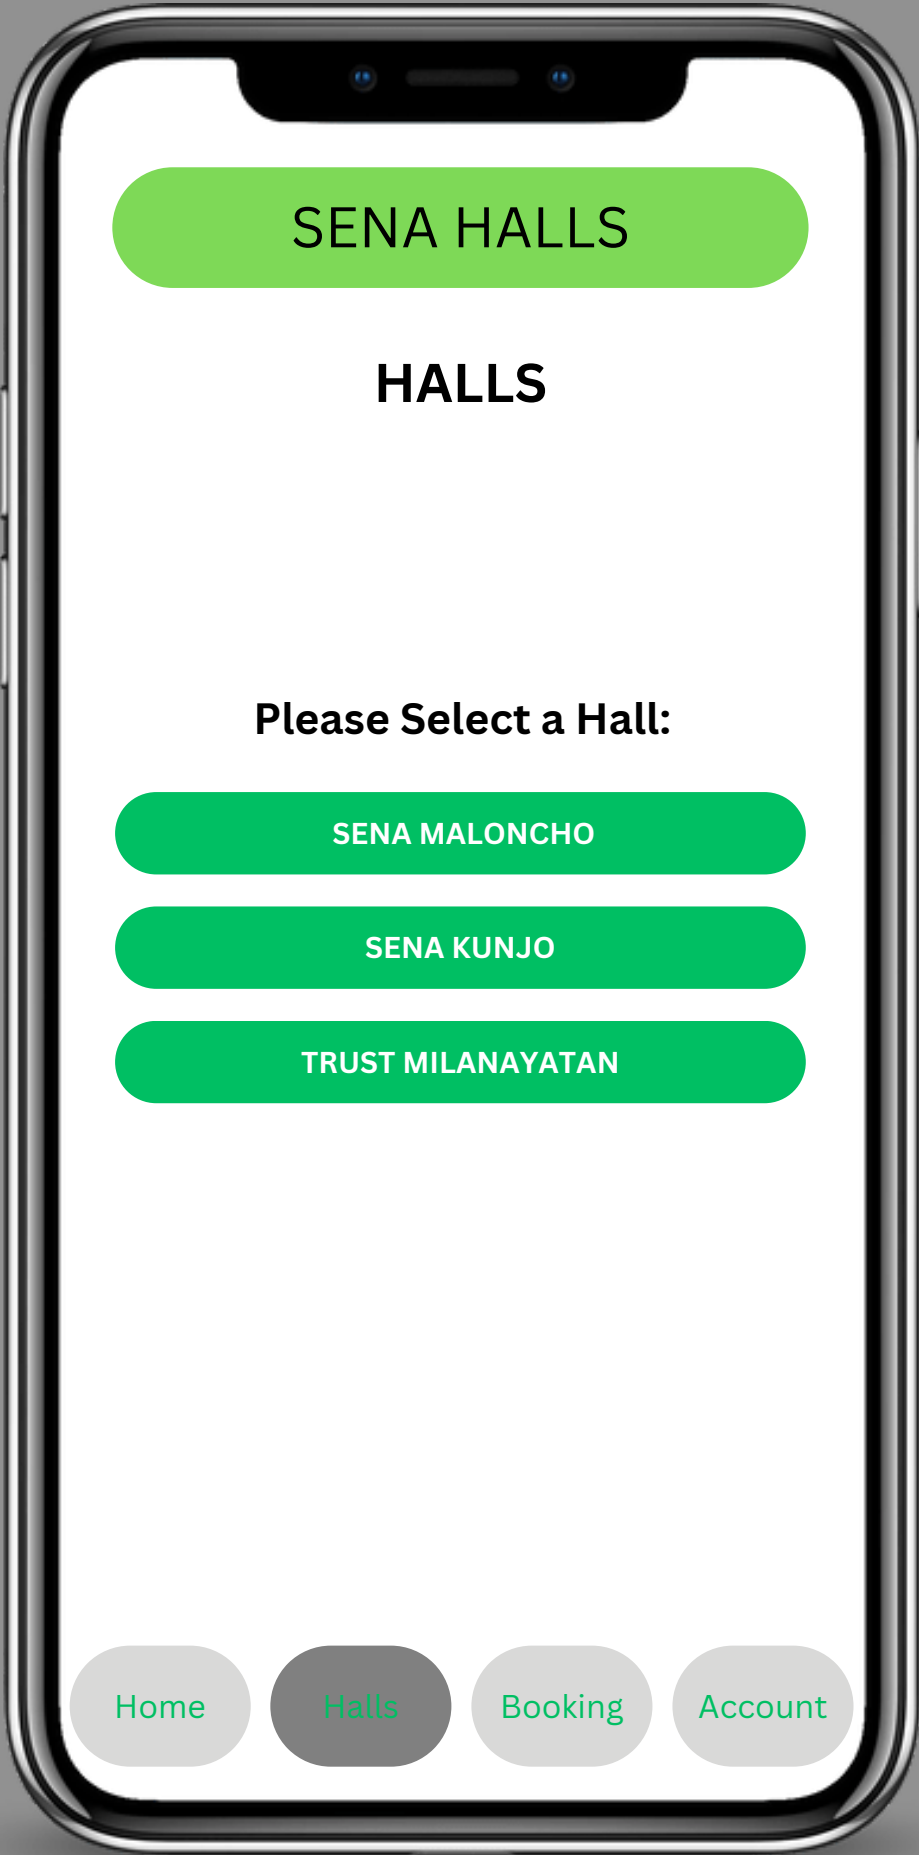 SENA HALLS
HALLS
Please Select a Hall:
SENA MALONCHO
SENA KUNJO
TRUST MILANAYATAN
Home
Halls
Booking
Account